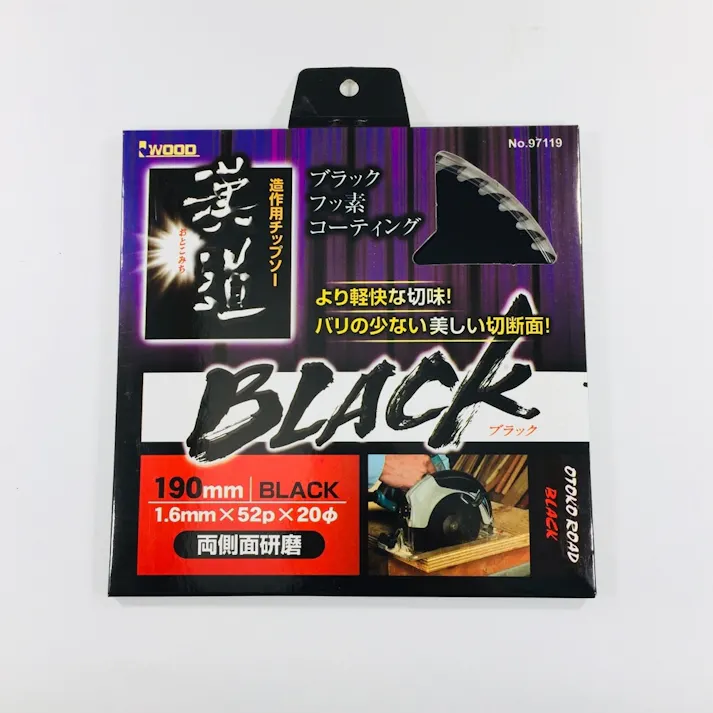 WOOD
No.97119
漢道
おとこみち
造作用チップソー
ブラック
フッ素
コーティング
より軽快な切味!
バリの少ない美しい切断面!
BLACK
ブラック
190mm BLACK
1.6mm×52p×20φ
両側面研磨
OTOKO ROAD
BLACK